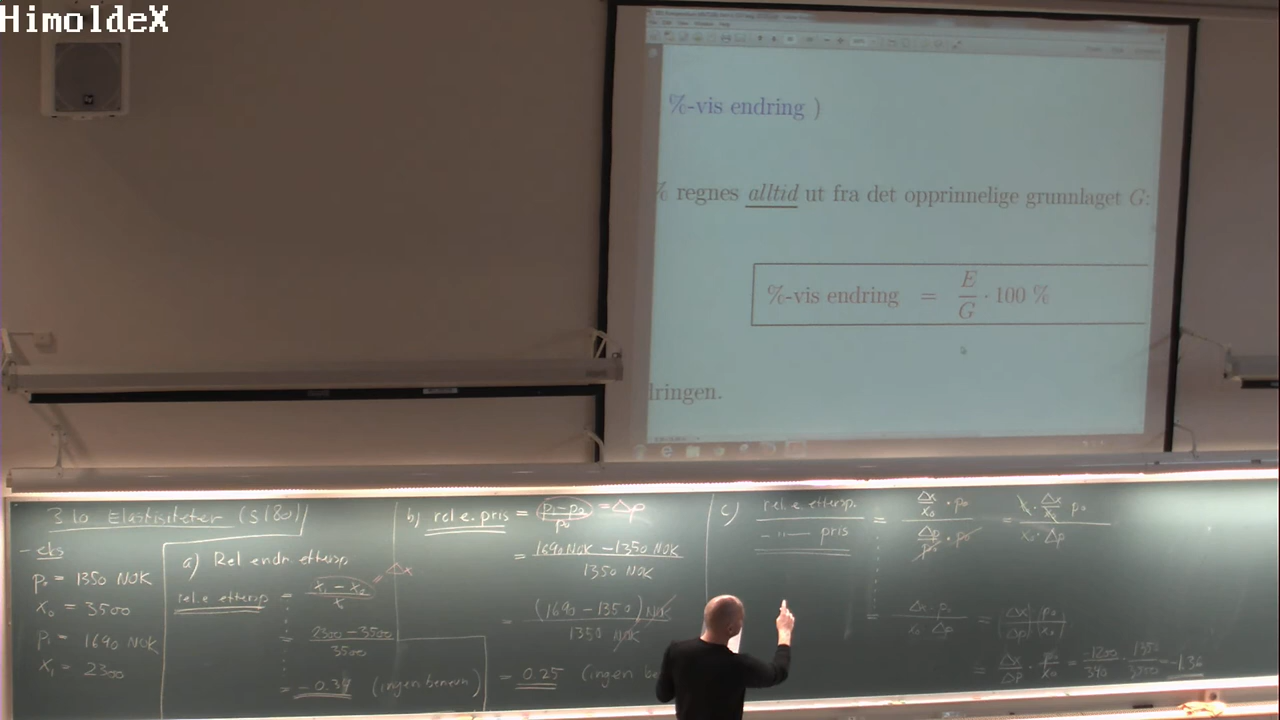 HimoldeX
%-vis endring )
% regnes alltid ut fra det opprinnelige grunnlaget G:
%-vis endring = E/G · 100 %
dringen.
3.10 Elastisiteter (s 180)
- eks
p₀ = 1350 NOK
x₀ = 3500
p₁ = 1690 NOK
x₁ = 2300
a) Rel endr. ettersp
rel. e. ettersp = (x₁ - x₀)/x = Δx
= (2300 - 3500)/3500
= -0.34 (ingen benevn)
b) rel e. pris = (p₁ - p₀)/p₀ = Δp
= (1690 NOK - 1350 NOK)/1350 NOK
= (1690 - 1350) NOK/1350 NOK
= 0.25 (ingen be
c) rel. e. ettersp. / -"- pris = (Δx/x₀ · p₀)/(Δp/p₀ · p₀) = (x₀ · Δx/x₀ p₀)/(x₀ · Δp)
= (Δx · p₀)/(x₀ · Δp) = (Δx/Δp)(p₀/x₀)
= Δx/Δp · p₀/x₀ = -1200/340 · 1350/3500 = -1.36